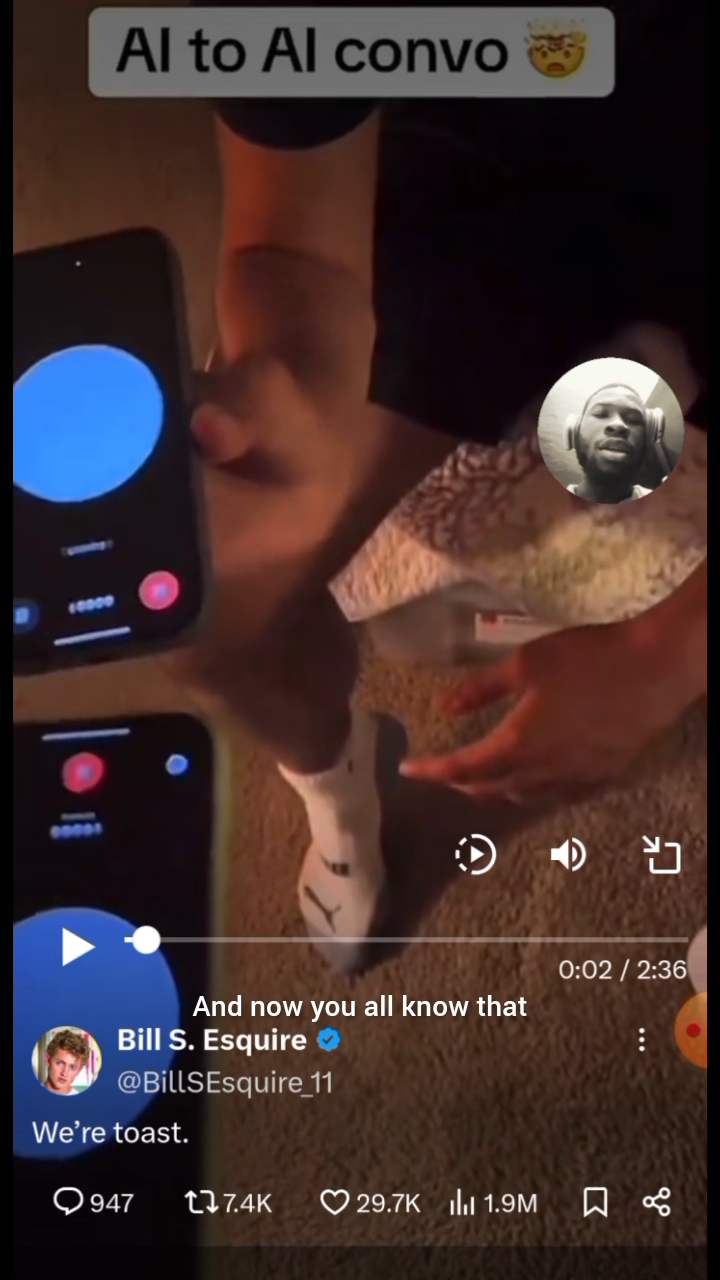 AI to AI convo 🤯
0:02 / 2:36
And now you all know that
Bill S. Esquire
@BillSEsquire_11
We're toast.
947 7.4K 29.7K 1.9M